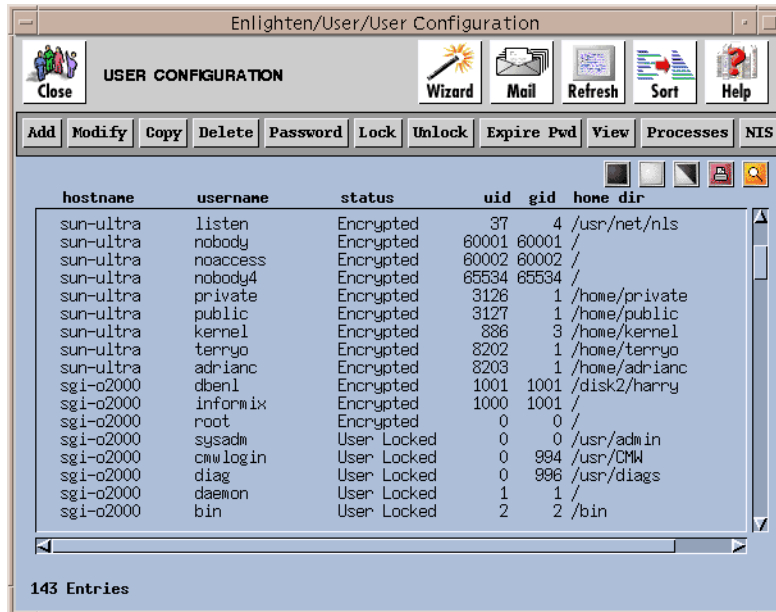 Enlighten/User/User Configuration
Close USER CONFIGURATION Wizard Mail Refresh Sort Help
Add Modify Copy Delete Password Lock Unlock Expire Pwd View Processes NIS
hostname username status uid gid home dir
sun-ultra listen Encrypted 37 4 /usr/net/nls
sun-ultra nobody Encrypted 60001 60001 /
sun-ultra noaccess Encrypted 60002 60002 /
sun-ultra nobody4 Encrypted 65534 65534 /
sun-ultra private Encrypted 3126 1 /home/private
sun-ultra public Encrypted 3127 1 /home/public
sun-ultra kernel Encrypted 886 3 /home/kernel
sun-ultra terryo Encrypted 8202 1 /home/terryo
sun-ultra adrianc Encrypted 8203 1 /home/adrianc
sgi-o2000 dbenl Encrypted 1001 1001 /disk2/harry
sgi-o2000 informix Encrypted 1000 1001 /
sgi-o2000 root Encrypted 0 0 /
sgi-o2000 sysadm User Locked 0 0 /usr/admin
sgi-o2000 cmwlogin User Locked 0 994 /usr/CMW
sgi-o2000 diag User Locked 0 996 /usr/diags
sgi-o2000 daemon User Locked 1 1 /
sgi-o2000 bin User Locked 2 2 /bin
143 Entries